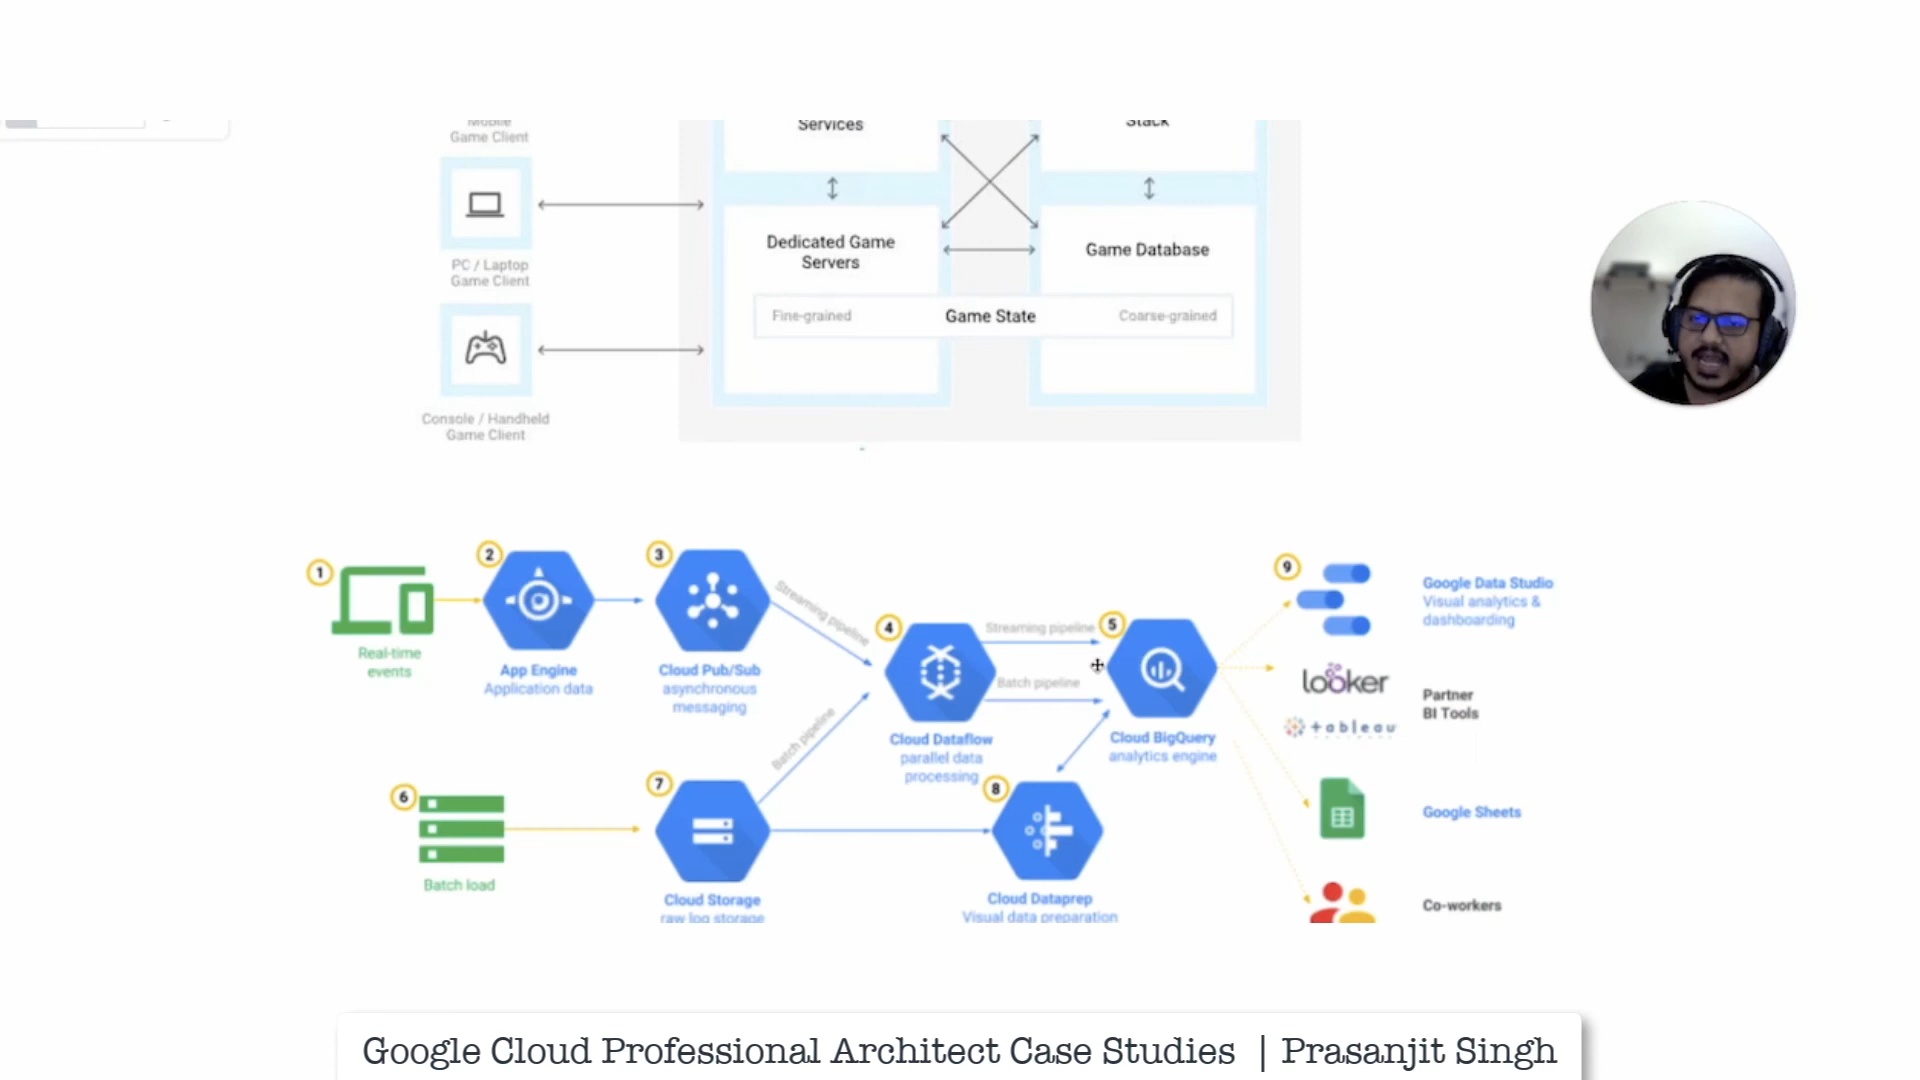 Mobile
Game Client
Services
Stack
PC / Laptop
Game Client
Dedicated Game
Servers
Game Database
Fine-grained
Game State
Coarse-grained
Console / Handheld
Game Client
1
Real-time
events
2
App Engine
Application data
3
Cloud Pub/Sub
asynchronous
messaging
Streaming pipeline
Batch pipeline
4
Cloud Dataflow
parallel data
processing
Streaming pipeline
Batch pipeline
5
Cloud BigQuery
analytics engine
6
Batch load
7
Cloud Storage
raw log storage
8
Cloud Dataprep
Visual data preparation
9
Google Data Studio
Visual analytics &
dashboarding
looker
Partner
BI Tools
+ a b l e a u
Google Sheets
Co-workers
Google Cloud Professional Architect Case Studies | Prasanjit Singh